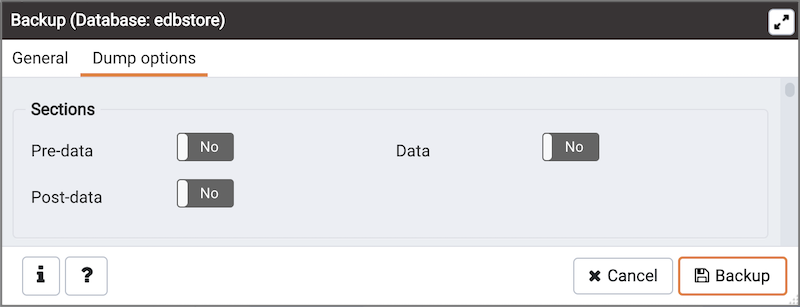 Backup (Database: edbstore)
General Dump options
Sections
Pre-data No Data No
Post-data No
i ? Cancel Backup